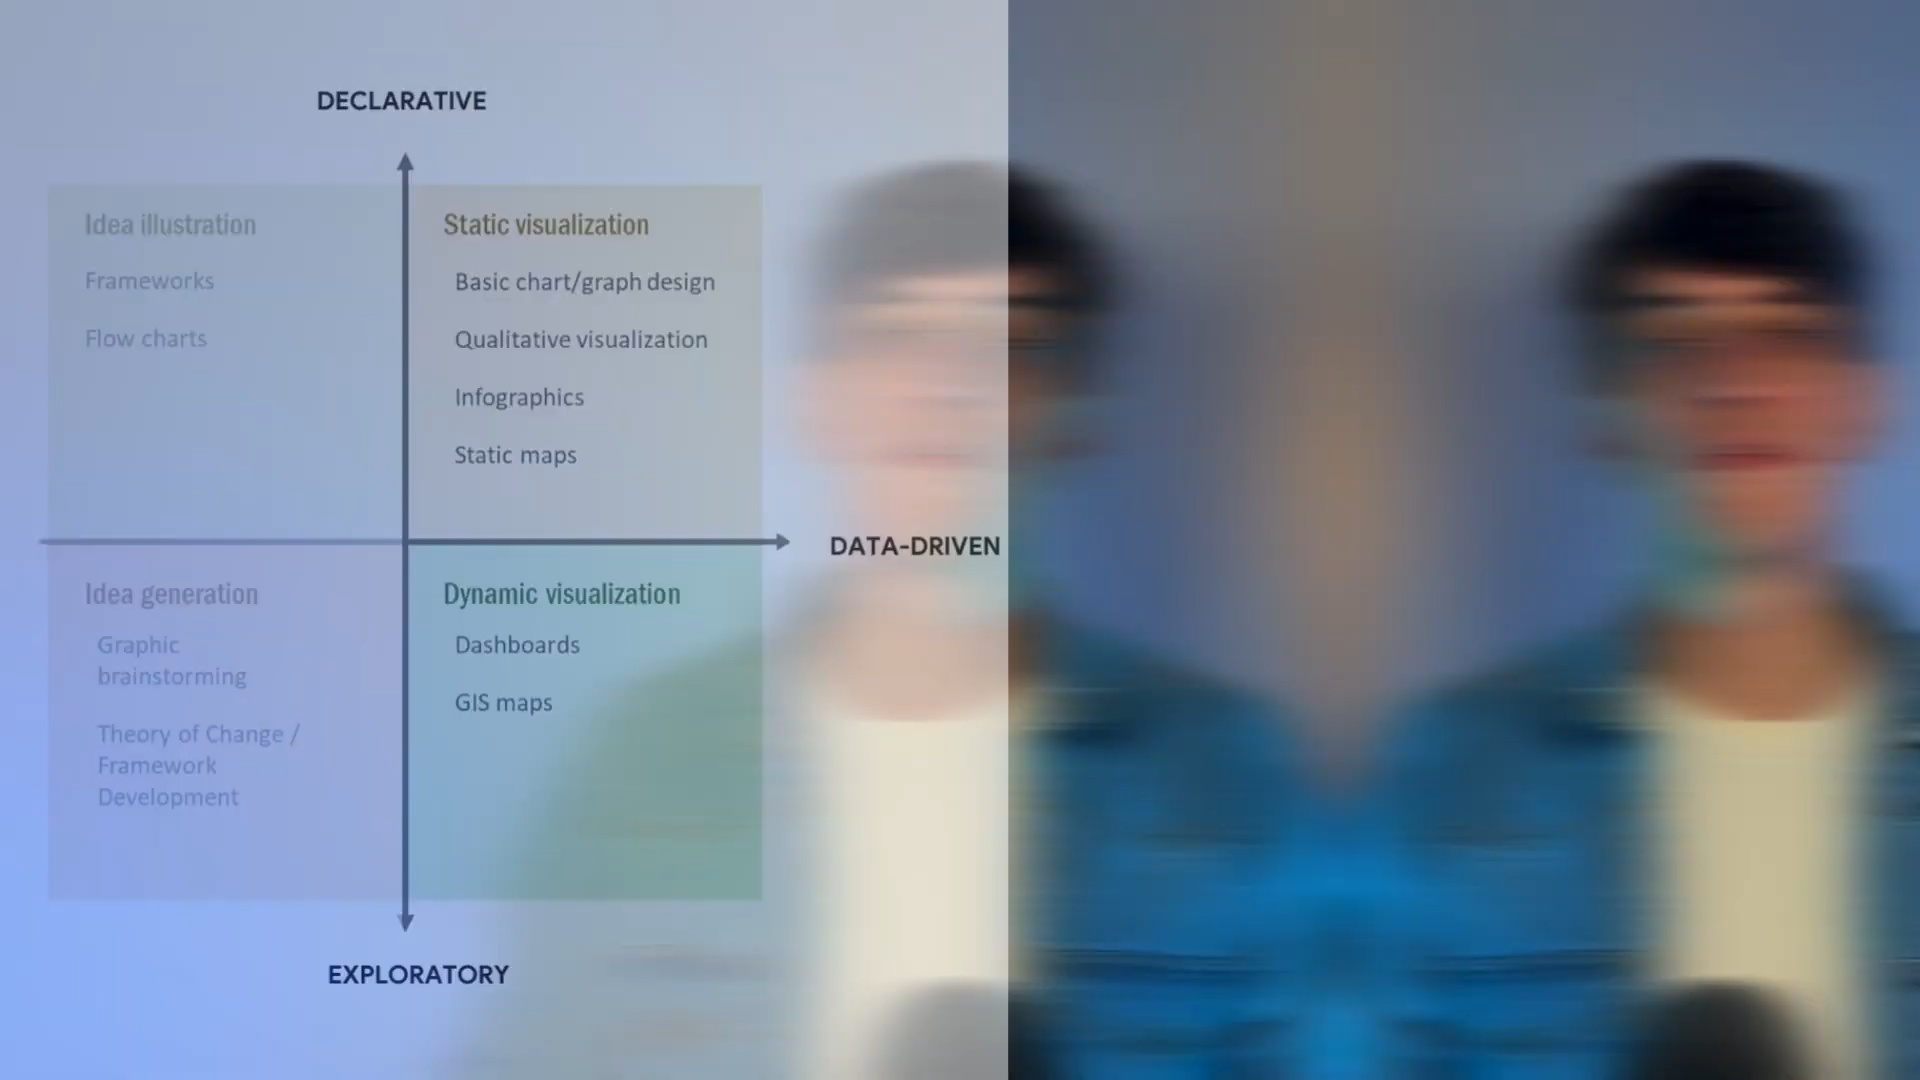 DECLARATIVE
Idea illustration
Frameworks
Flow charts
Static visualization
Basic chart/graph design
Qualitative visualization
Infographics
Static maps
DATA-DRIVEN
Idea generation
Graphic
brainstorming
Theory of Change /
Framework
Development
Dynamic visualization
Dashboards
GIS maps
EXPLORATORY